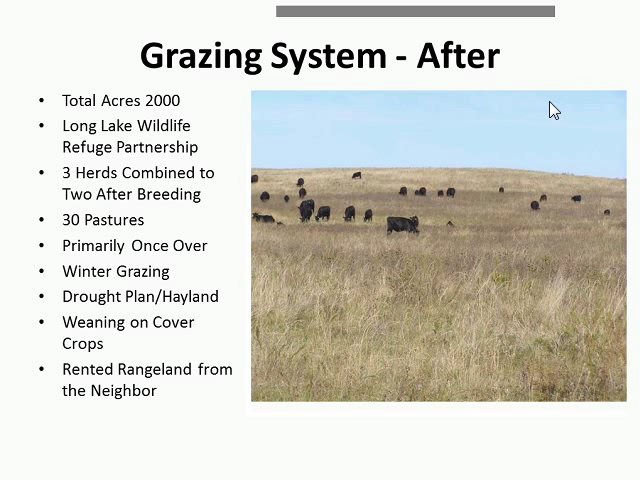 Grazing System - After
• Total Acres 2000
• Long Lake Wildlife
Refuge Partnership
• 3 Herds Combined to
Two After Breeding
• 30 Pastures
• Primarily Once Over
• Winter Grazing
• Drought Plan/Hayland
• Weaning on Cover
Crops
• Rented Rangeland from
the Neighbor